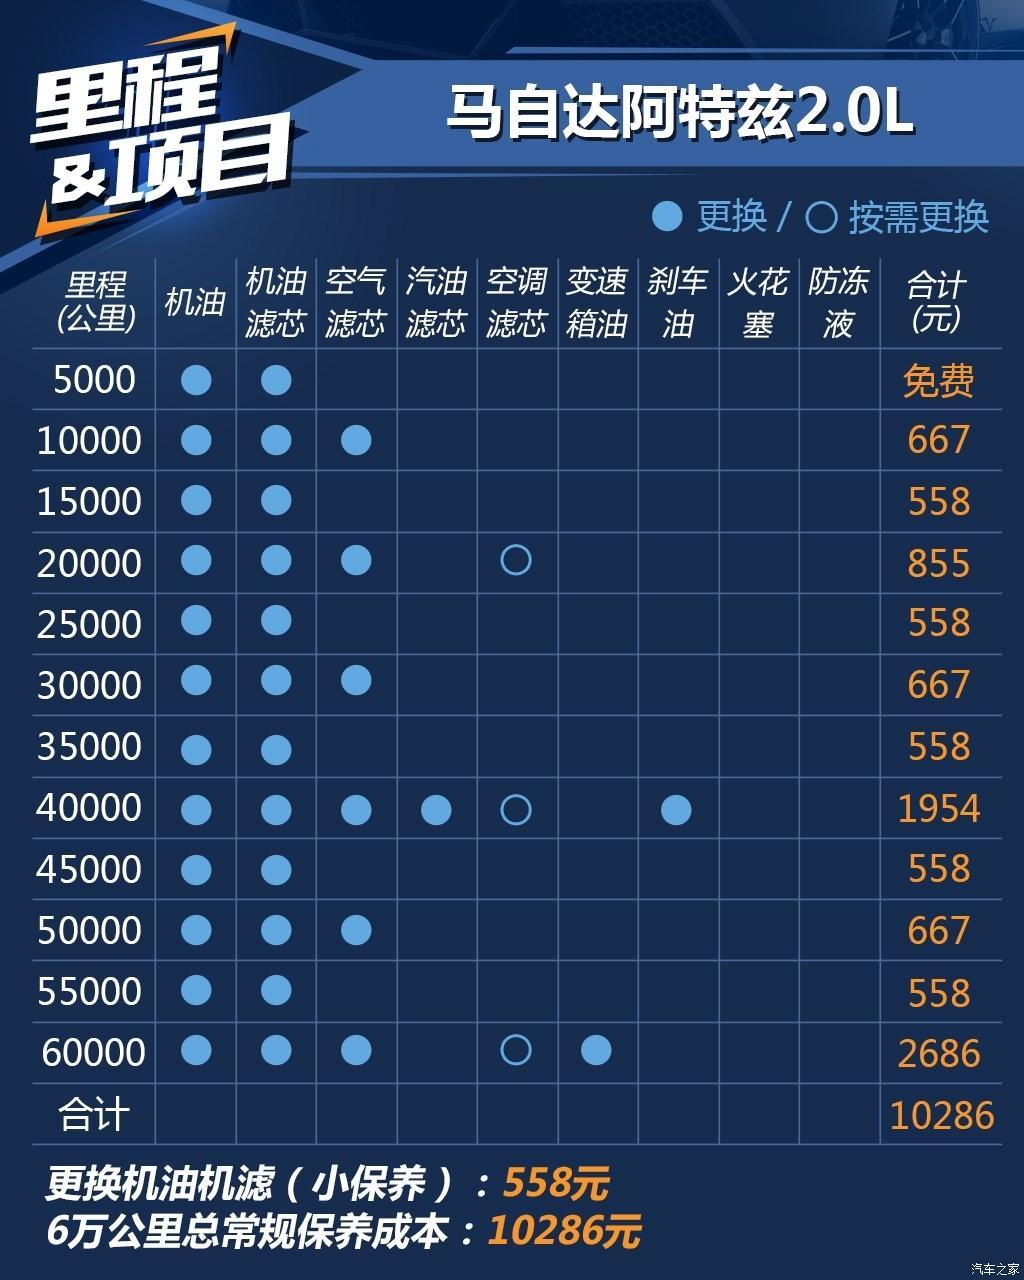 里程
&项目
马自达阿特兹2.0L
● 更换 / ○ 按需更换
里程(公里) 机油 机油滤芯 空气滤芯 汽油滤芯 空调滤芯 变速箱油 刹车油 火花塞 防冻液 合计(元)
5000 ● ● 免费
10000 ● ● ● 667
15000 ● ● 558
20000 ● ● ● ○ 855
25000 ● ● 558
30000 ● ● ● 667
35000 ● ● 558
40000 ● ● ● ● ○ ● 1954
45000 ● ● 558
50000 ● ● ● 667
55000 ● ● 558
60000 ● ● ● ○ ● 2686
合计 10286
更换机油机滤（小保养）：558元
6万公里总常规保养成本：10286元
汽车之家